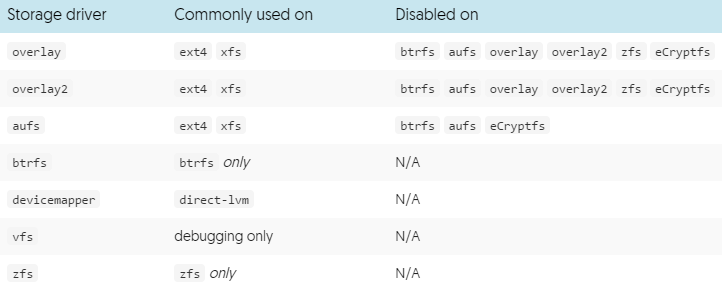 Storage driver Commonly used on Disabled on
overlay ext4 xfs btrfs aufs overlay overlay2 zfs eCryptfs
overlay2 ext4 xfs btrfs aufs overlay overlay2 zfs eCryptfs
aufs ext4 xfs btrfs aufs eCryptfs
btrfs btrfs only N/A
devicemapper direct-lvm N/A
vfs debugging only N/A
zfs zfs only N/A